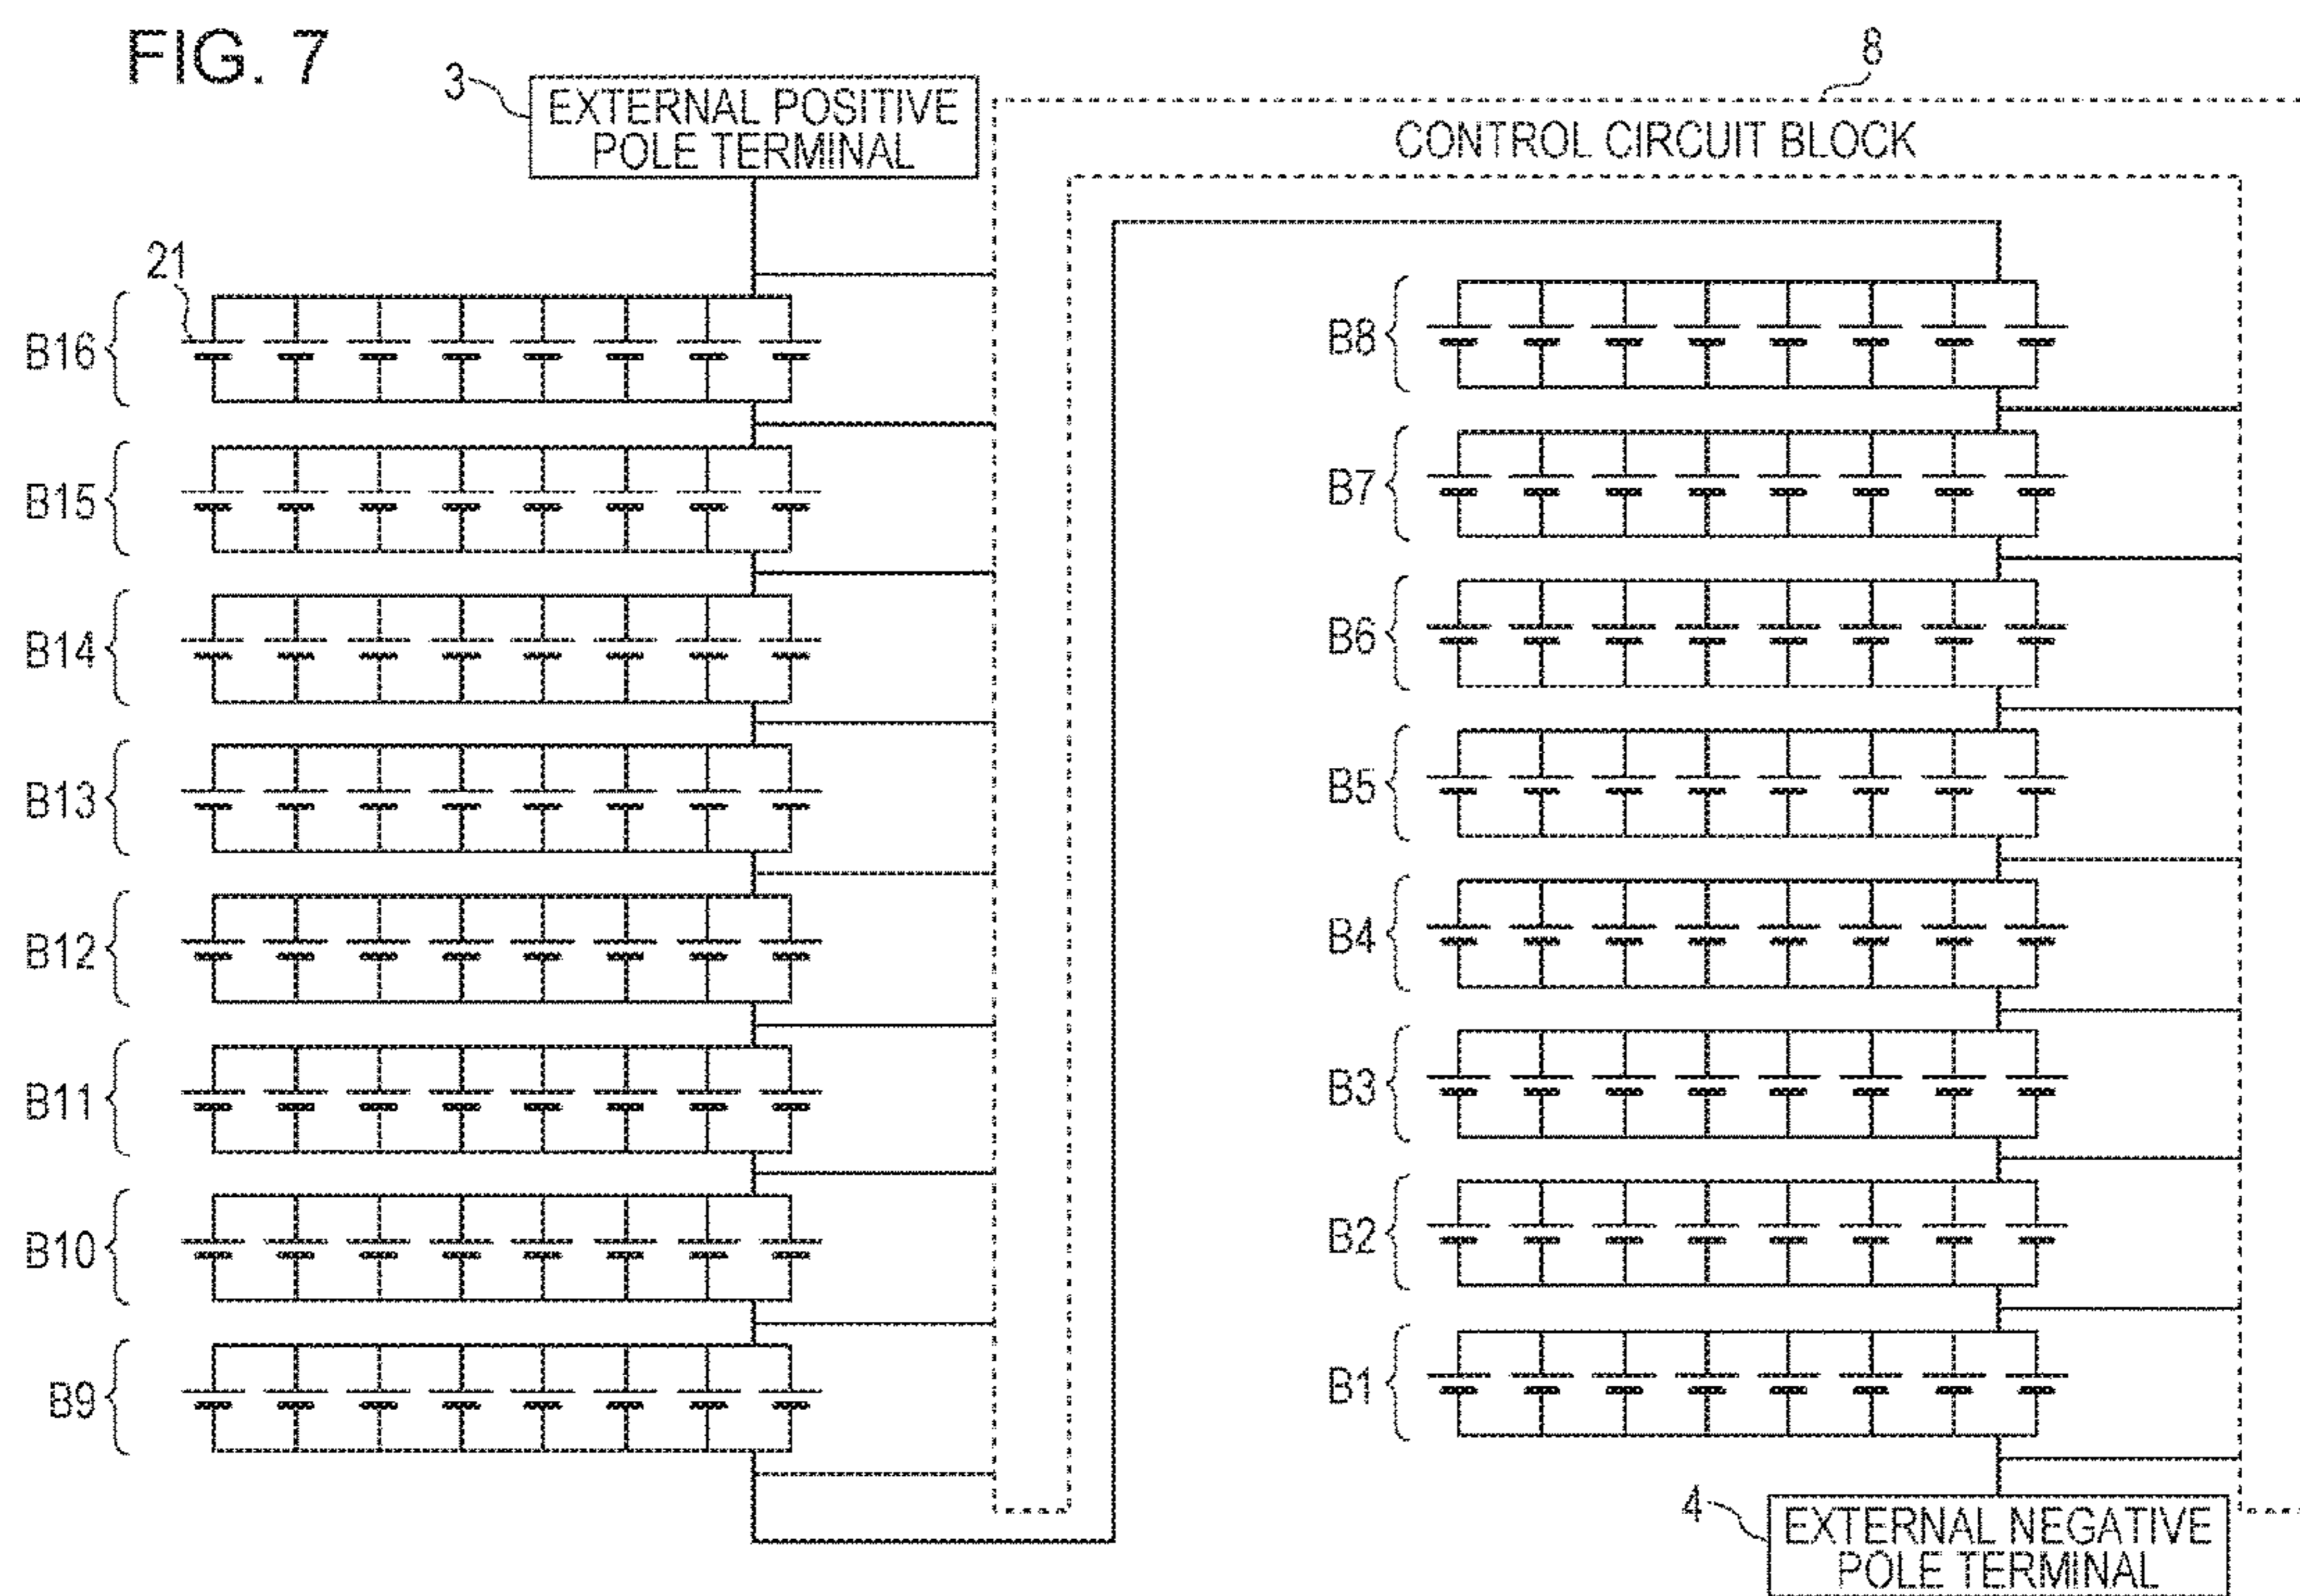 FIG. 7
3
EXTERNAL POSITIVE
POLE TERMINAL
8
CONTROL CIRCUIT BLOCK
21
B16
B15
B14
B13
B12
B11
B10
B9
B8
B7
B6
B5
B4
B3
B2
B1
4
EXTERNAL NEGATIVE
POLE TERMINAL